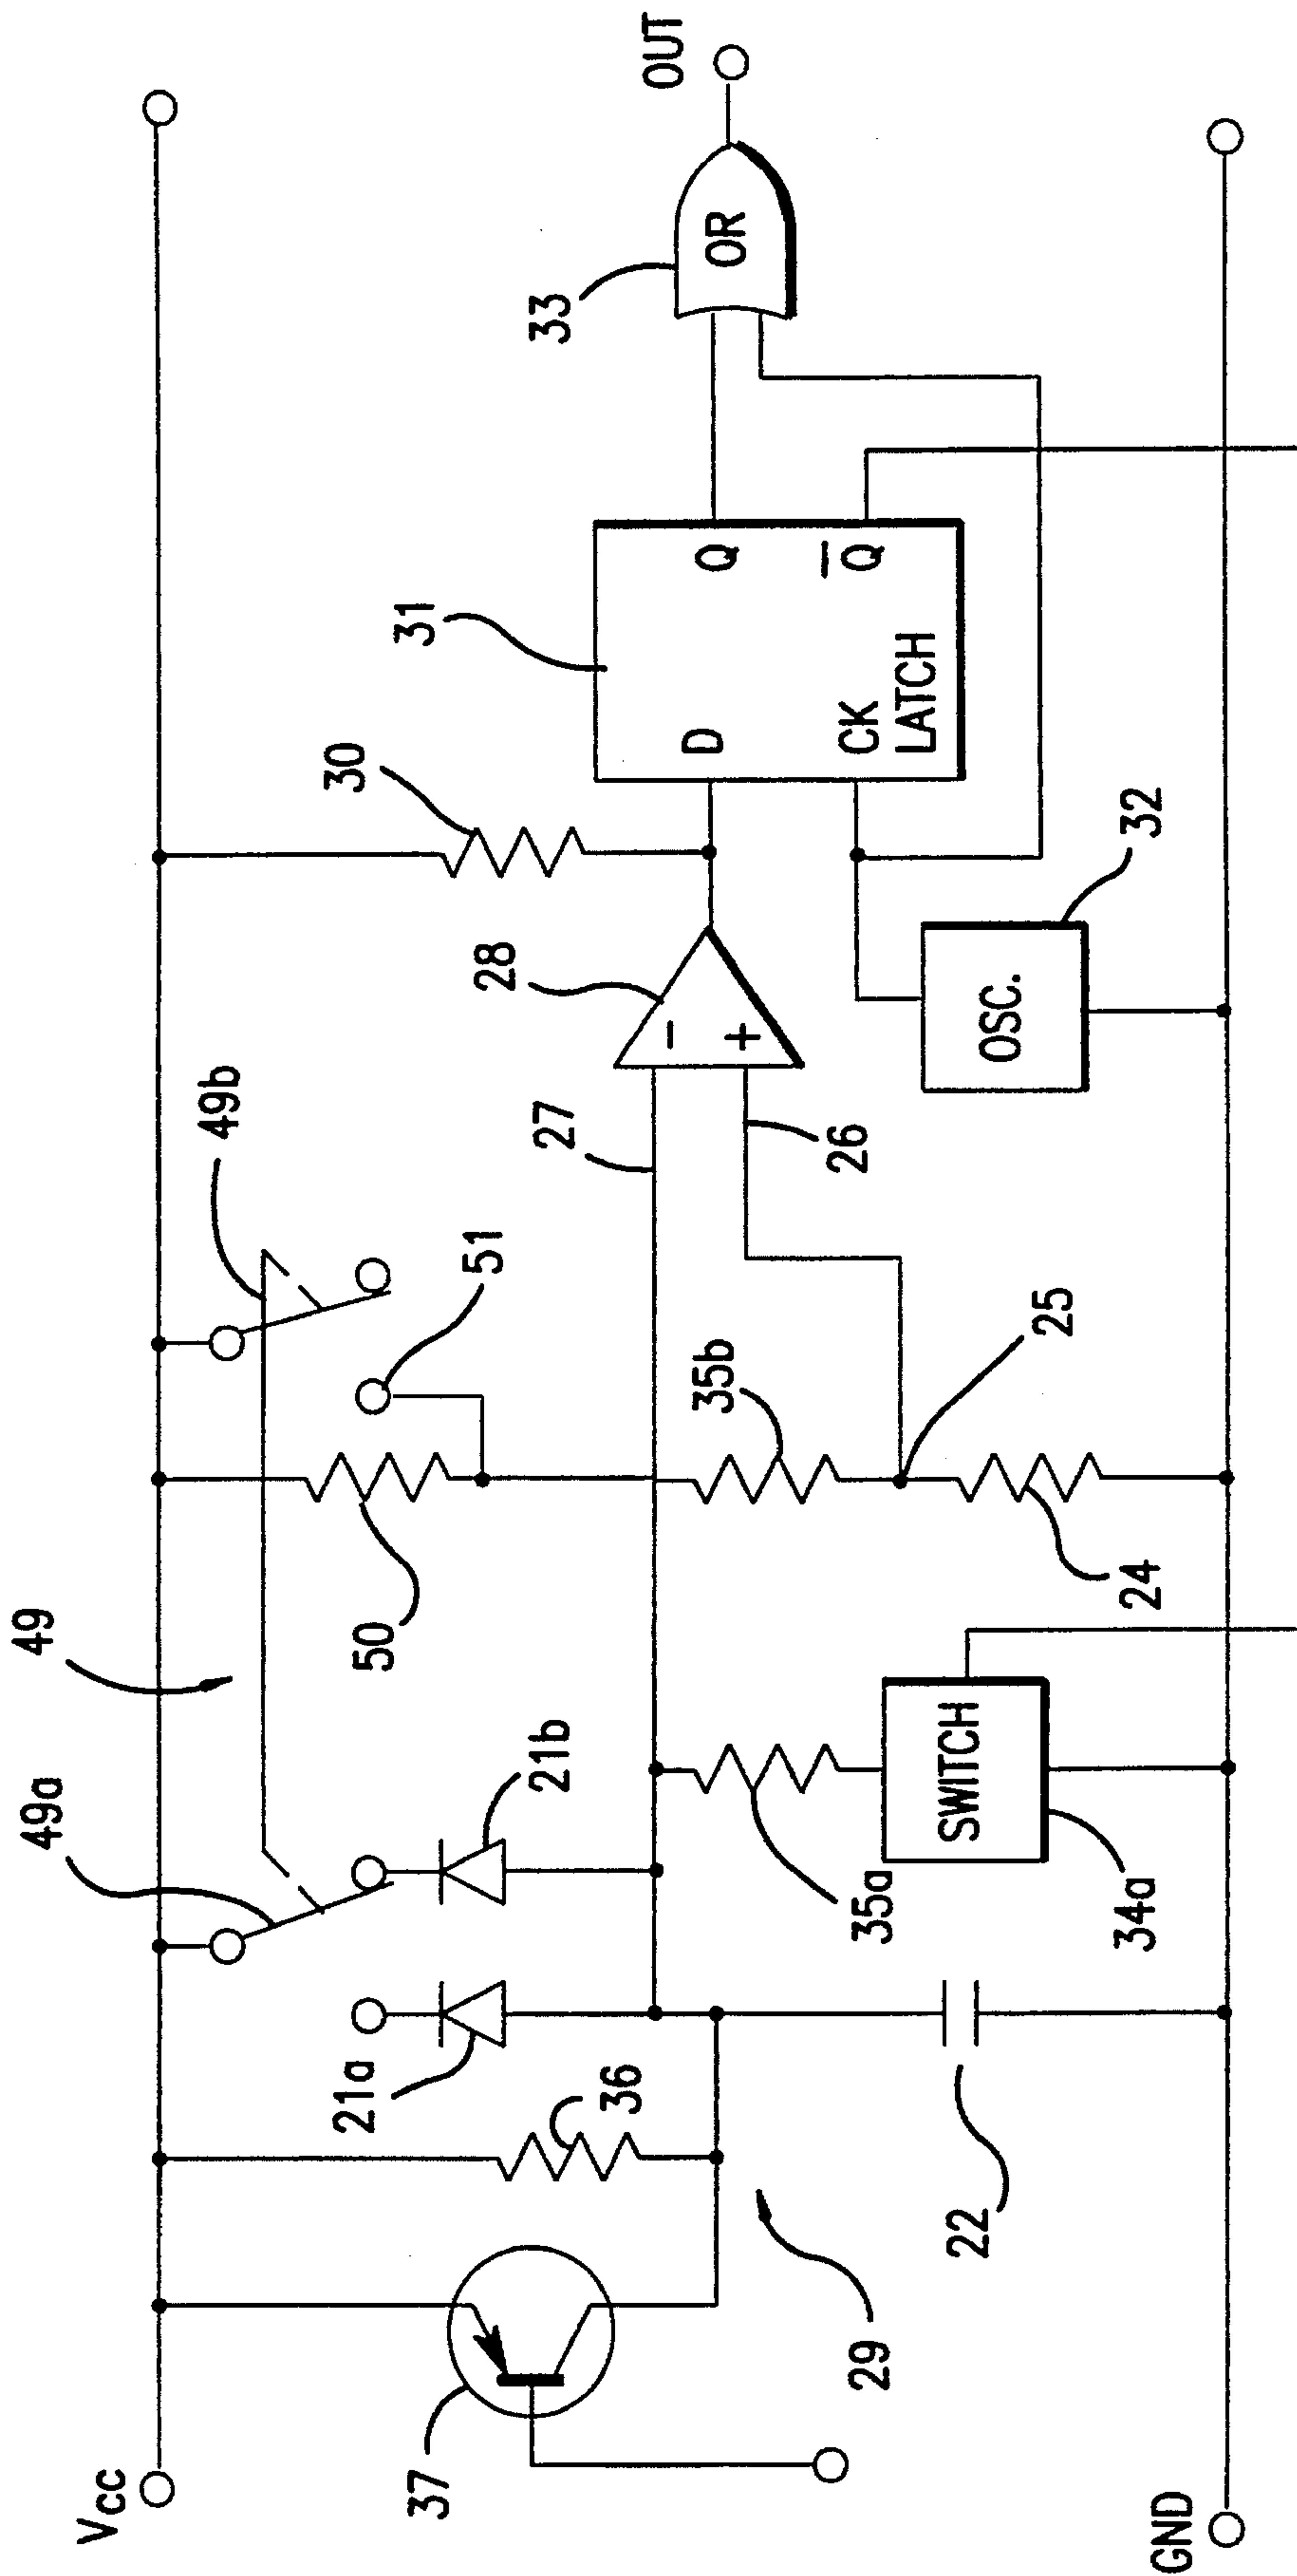 Vcc
49
49a
49b
30
31
33
OUT
OR
28
D
Q
Q̅
CK
LATCH
37
36
21a
21b
50
51
27
-
+
26
35b
25
24
35a
SWITCH
34a
22
29
OSC.
32
GND